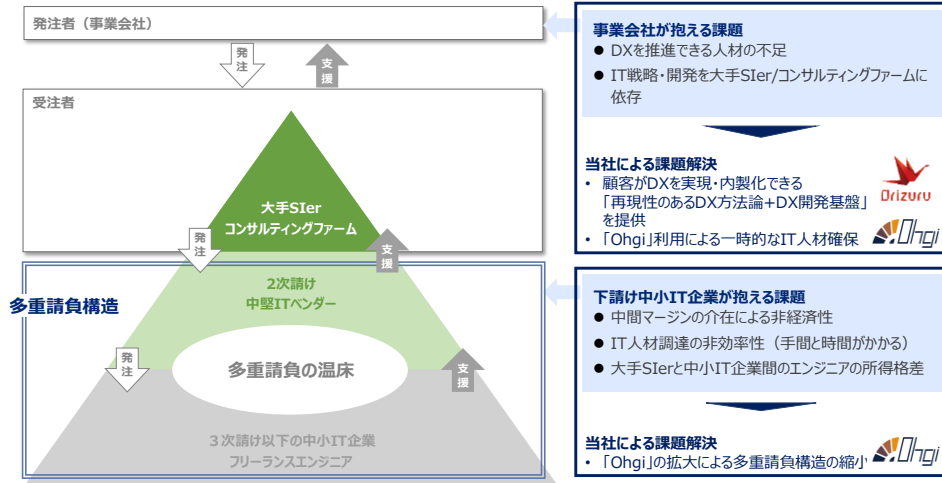 発注者（事業会社）
発注
支援
受注者
大手SIer
コンサルティングファーム
発注
支援
多重請負構造
2次請け
中堅ITベンダー
発注
支援
多重請負の温床
３次請け以下の中小IT企業
フリーランスエンジニア
事業会社が抱える課題
● DXを推進できる人材の不足
● IT戦略・開発を大手SIer/コンサルティングファームに
依存
当社による課題解決
• 顧客がDXを実現・内製化できる
「再現性のあるDX方法論+DX開発基盤」
を提供
• 「Ohgi」利用による一時的なIT人材確保
Orizuru
Ohgi
下請け中小IT企業が抱える課題
● 中間マージンの介在による非経済性
● IT人材調達の非効率性（手間と時間がかかる）
● 大手SIerと中小IT企業間のエンジニアの所得格差
当社による課題解決
• 「Ohgi」の拡大による多重請負構造の縮小
Ohgi